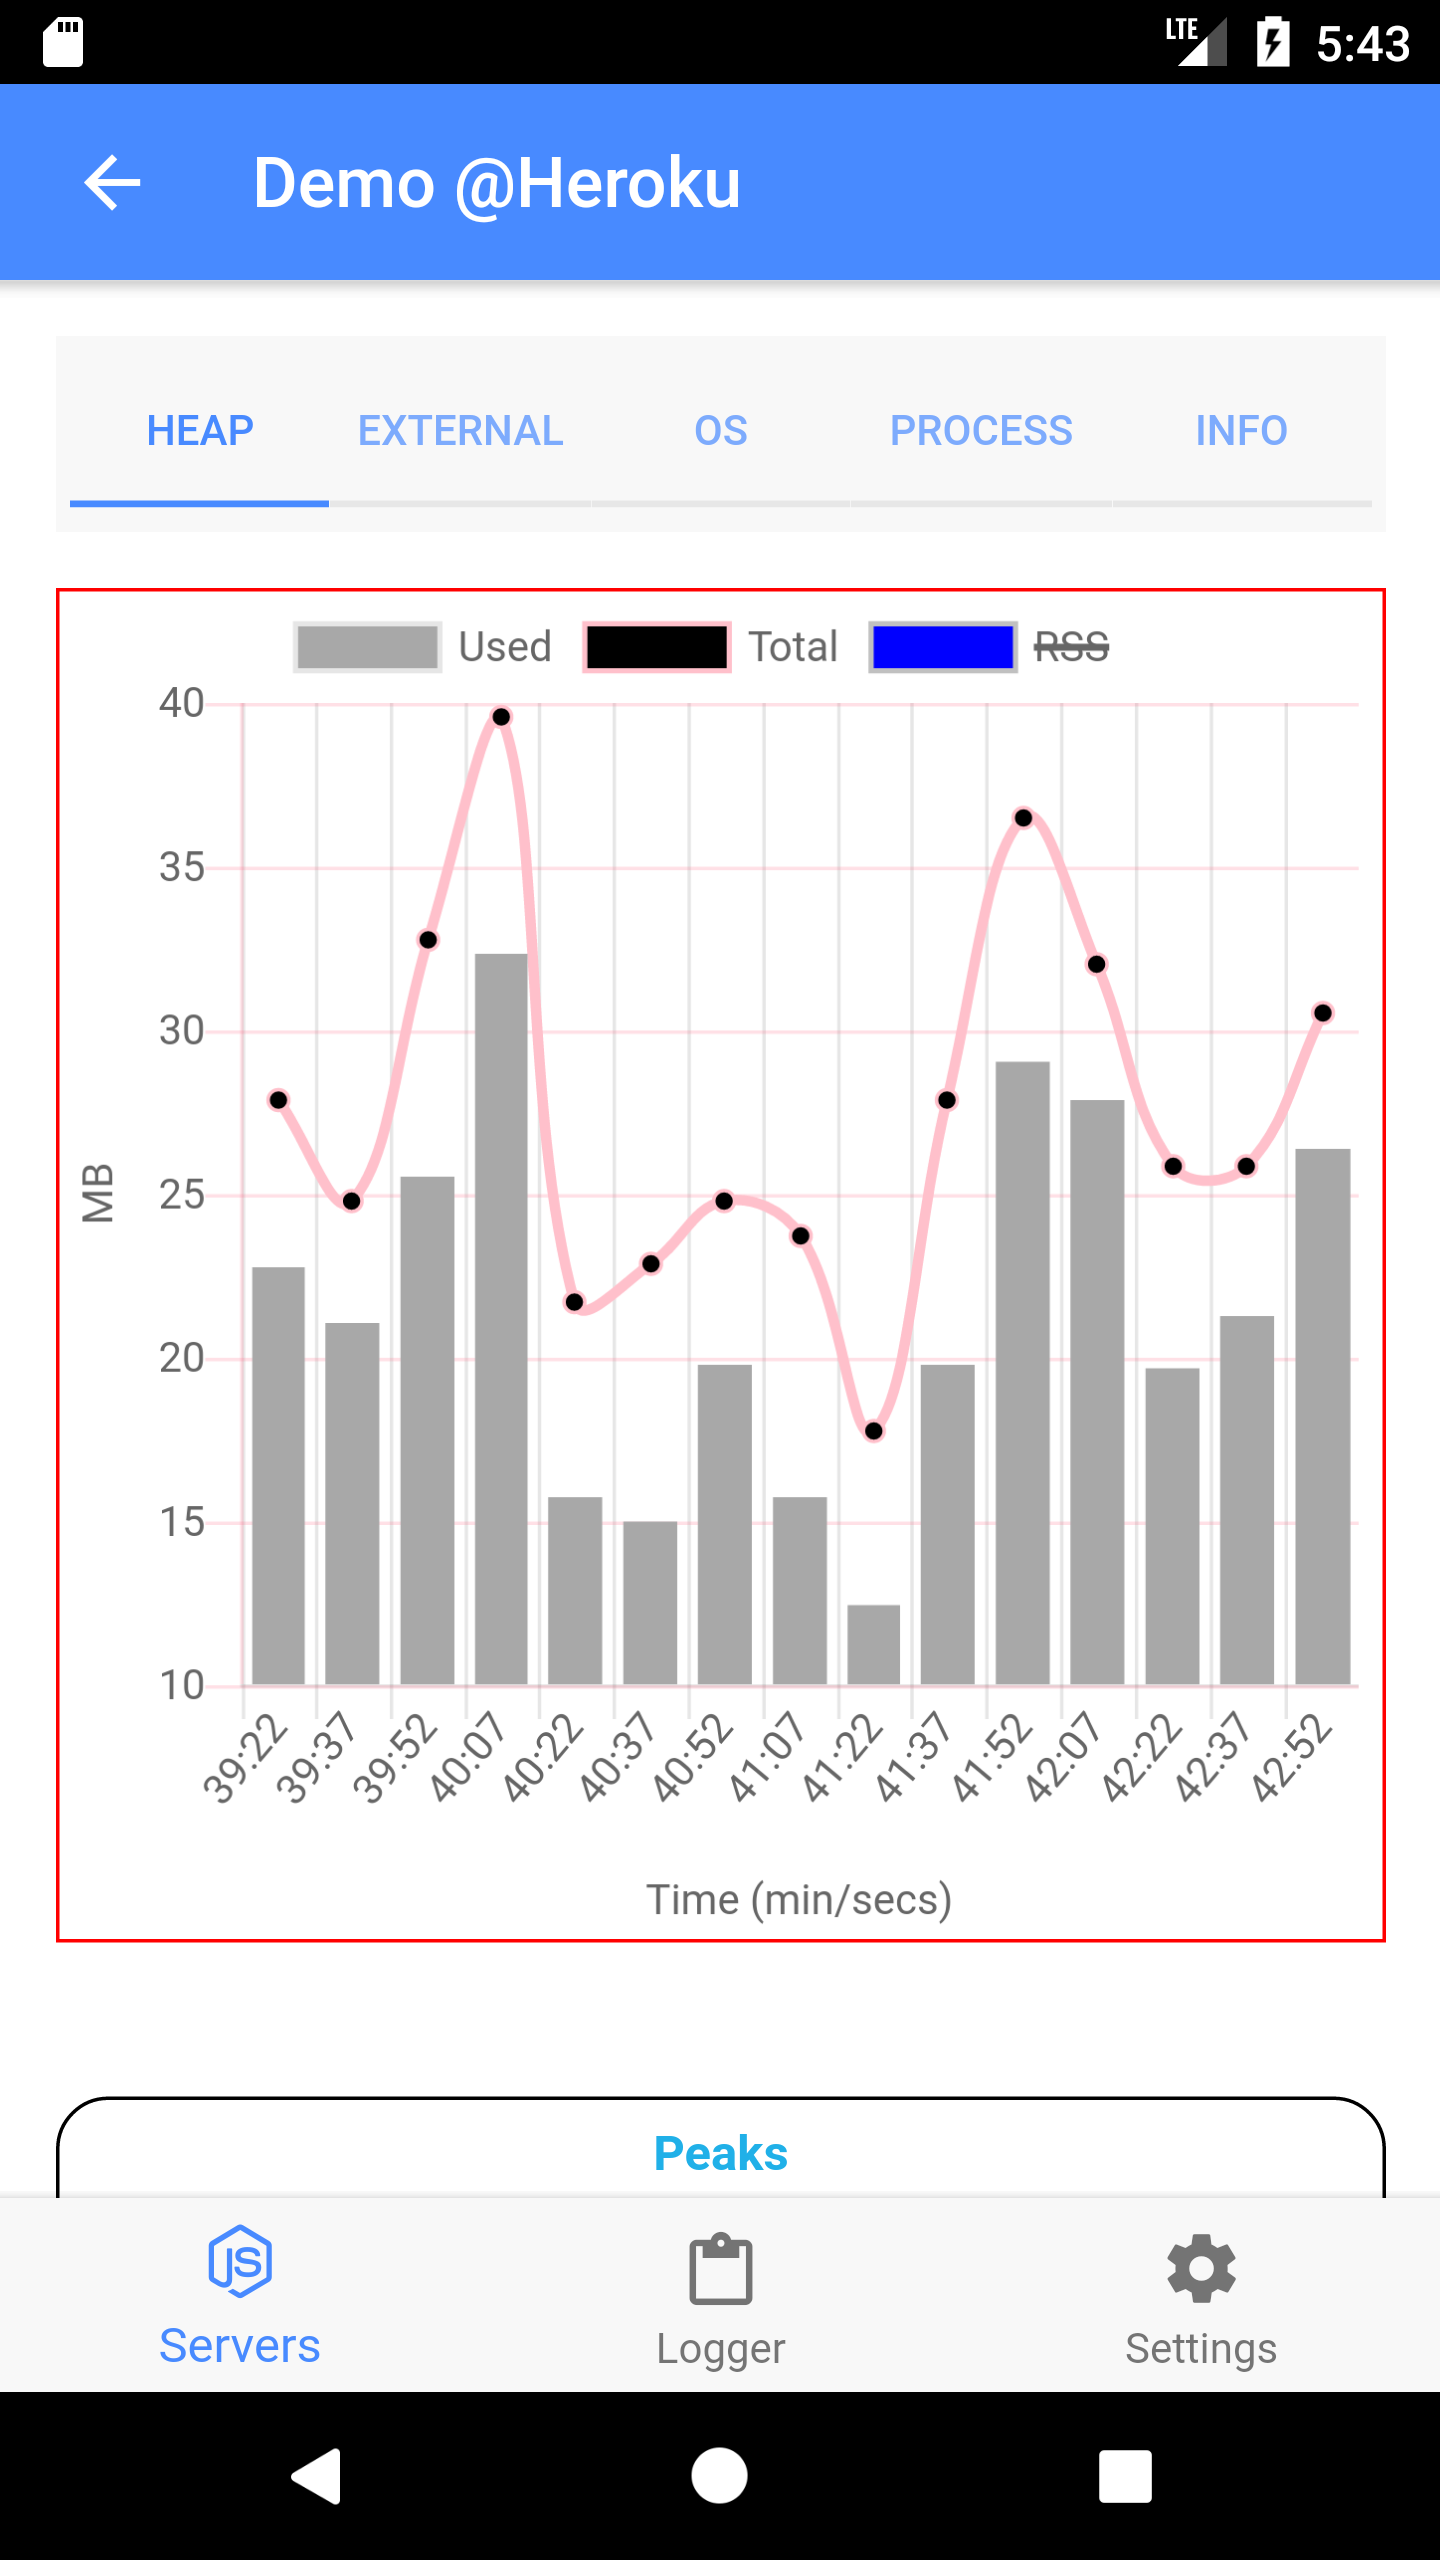 LTE 5:43
Demo @Heroku
HEAP EXTERNAL OS PROCESS INFO
Used Total RSS
40
35
30
25
20
15
10
MB
39:22 39:37 39:52 40:07 40:22 40:37 40:52 41:07 41:22 41:37 41:52 42:07 42:22 42:37 42:52
Time (min/secs)
Peaks
JS
Servers Logger Settings